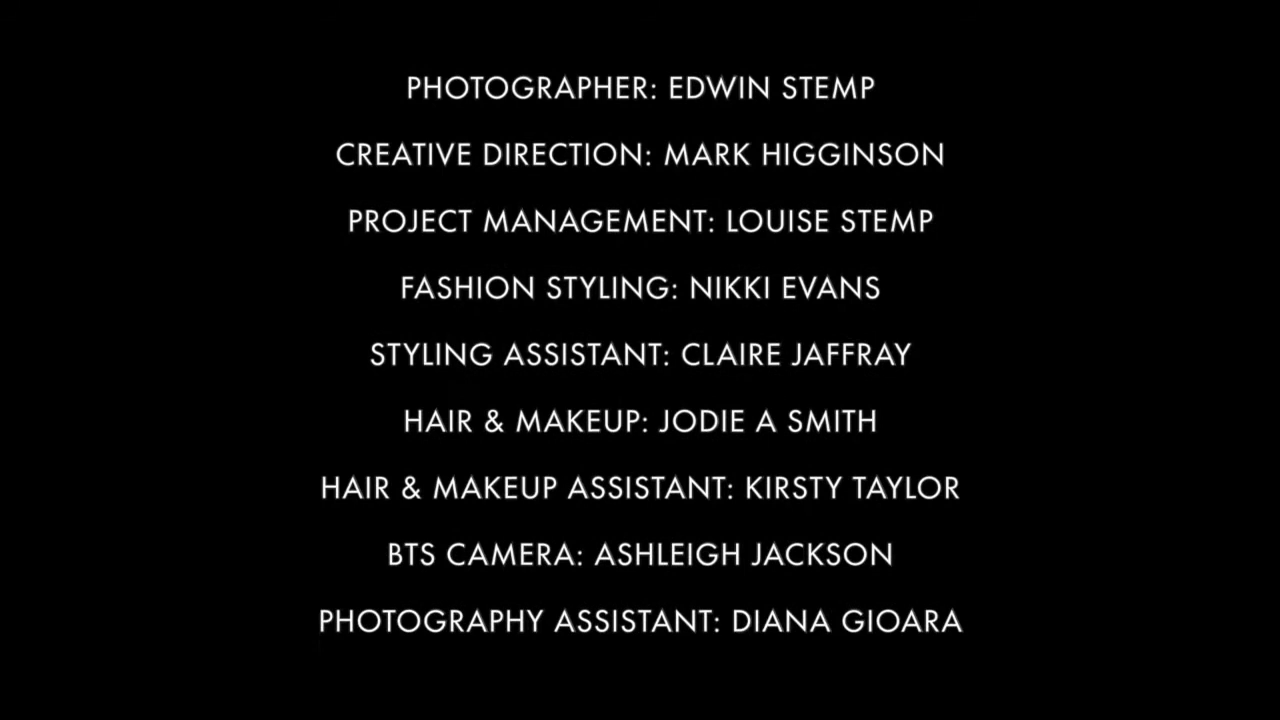 PHOTOGRAPHER: EDWIN STEMP
CREATIVE DIRECTION: MARK HIGGINSON
PROJECT MANAGEMENT: LOUISE STEMP
FASHION STYLING: NIKKI EVANS
STYLING ASSISTANT: CLAIRE JAFFRAY
HAIR & MAKEUP: JODIE A SMITH
HAIR & MAKEUP ASSISTANT: KIRSTY TAYLOR
BTS CAMERA: ASHLEIGH JACKSON
PHOTOGRAPHY ASSISTANT: DIANA GIOARA